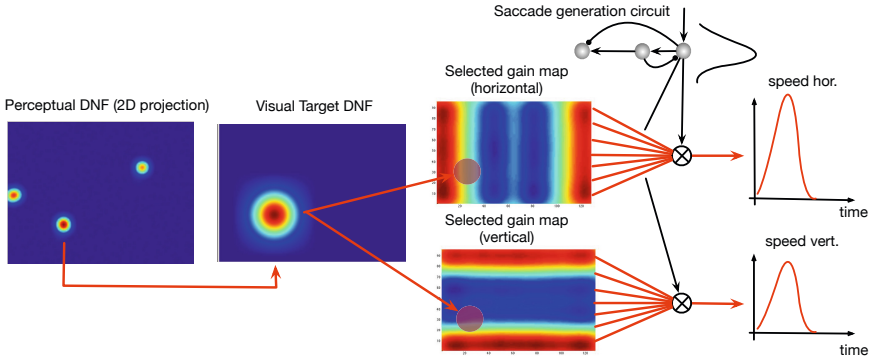 Saccade generation circuit
Perceptual DNF (2D projection)
Visual Target DNF
Selected gain map
(horizontal)
speed hor.
time
Selected gain map
(vertical)
speed vert.
time